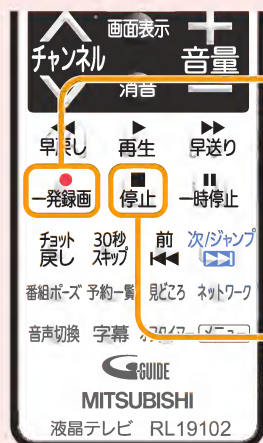 画面表示
チャンネル 音量
消音
早戻し 再生 早送り
一発録画 停止 一時停止
チョット戻し 30秒スキップ 前 次/ジャンプ
番組ポーズ 予約一覧 見どころ ネットワーク
音声切換 字幕 メニュー
G-GUIDE
MITSUBISHI
液晶テレビ RL19102